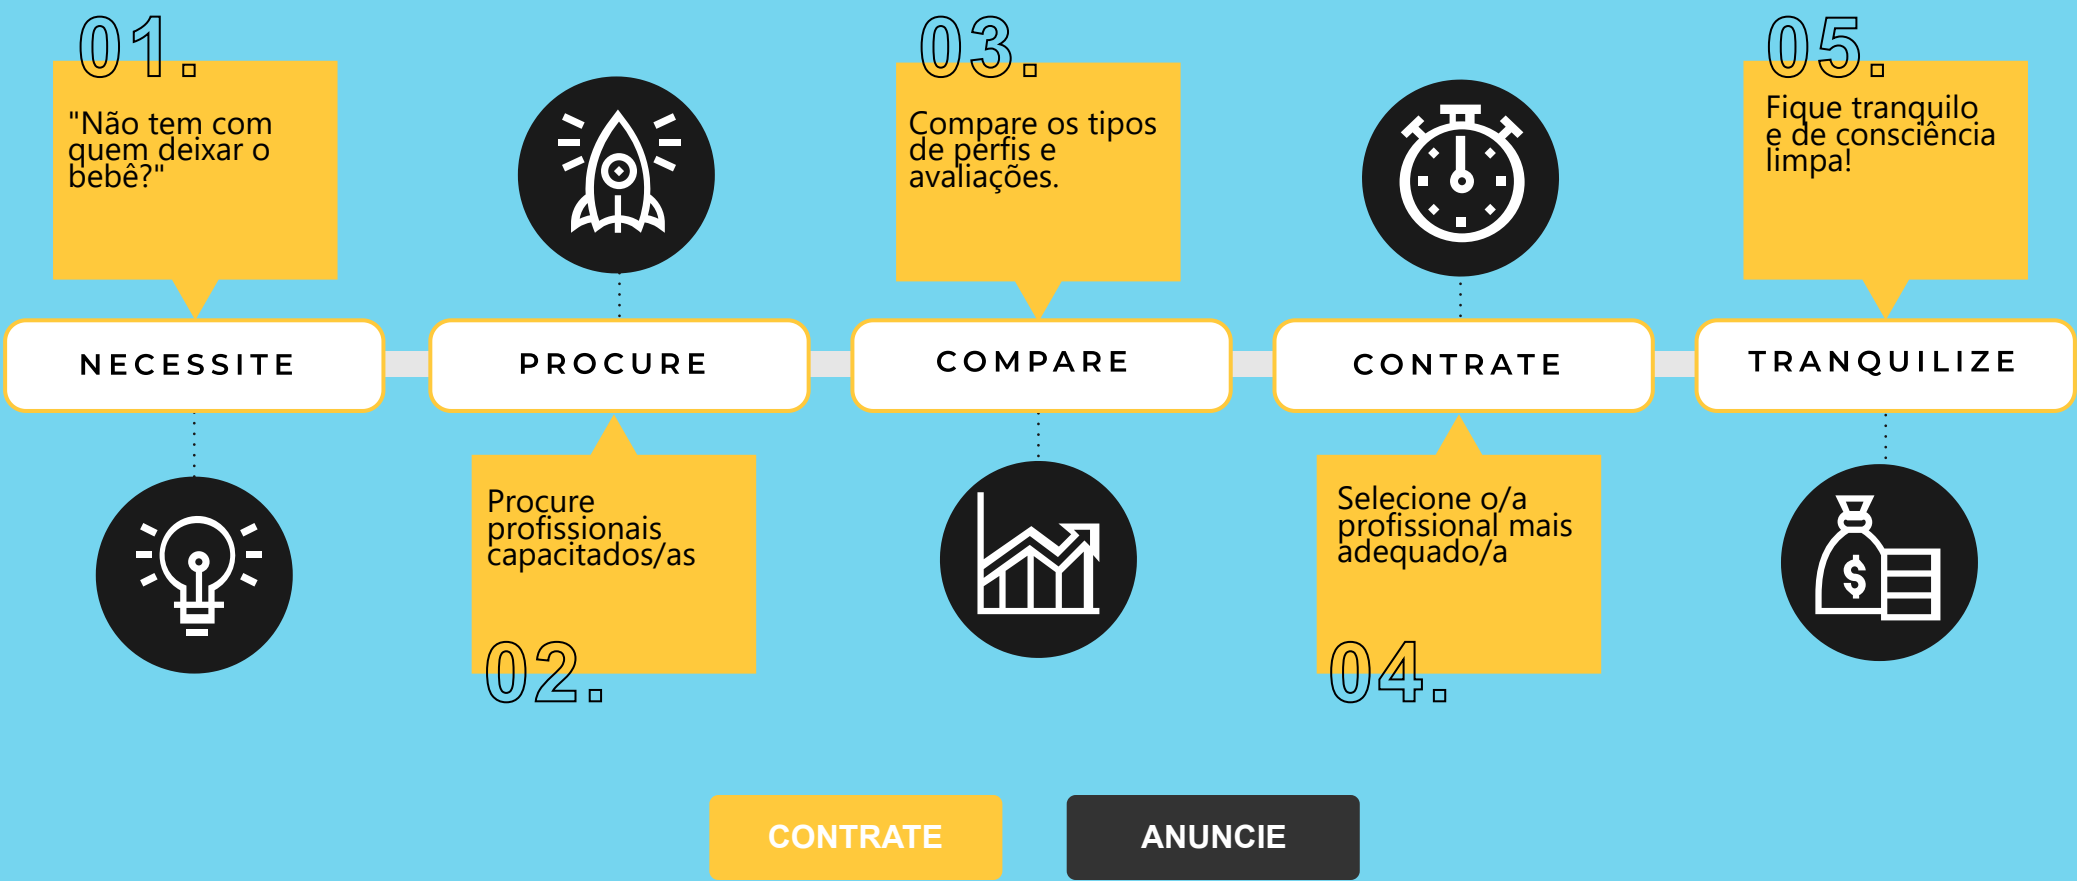 01.
"Não tem com
quem deixar o
bebê?"
NECESSITE
PROCURE
Procure
profissionais
capacitados/as
02.
03.
Compare os tipos
de perfis e
avaliações.
COMPARE
CONTRATE
Selecione o/a
profissional mais
adequado/a
04.
05.
Fique tranquilo
e de consciência
limpa!
TRANQUILIZE
$
CONTRATE
ANUNCIE